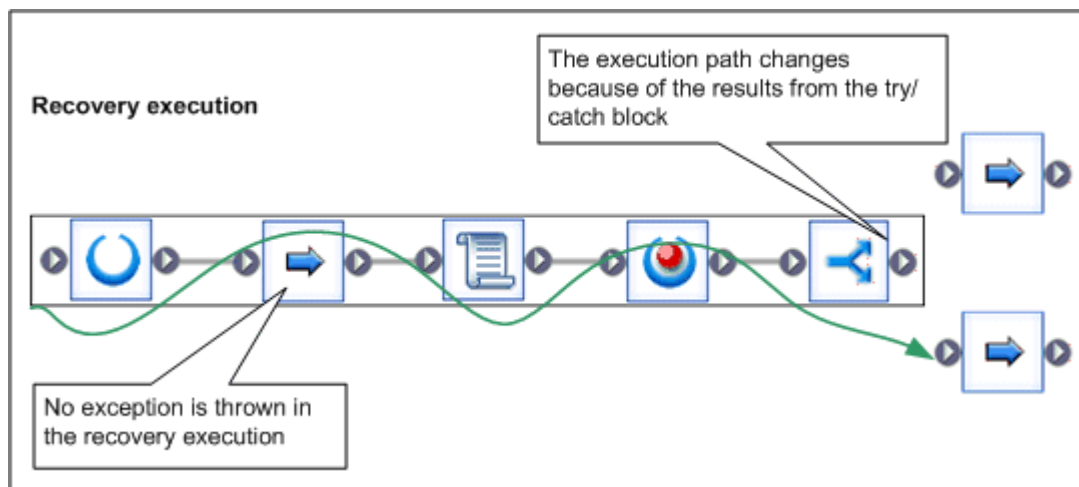 The execution path changes
because of the results from the try/
catch block
Recovery execution
No exception is thrown in
the recovery execution